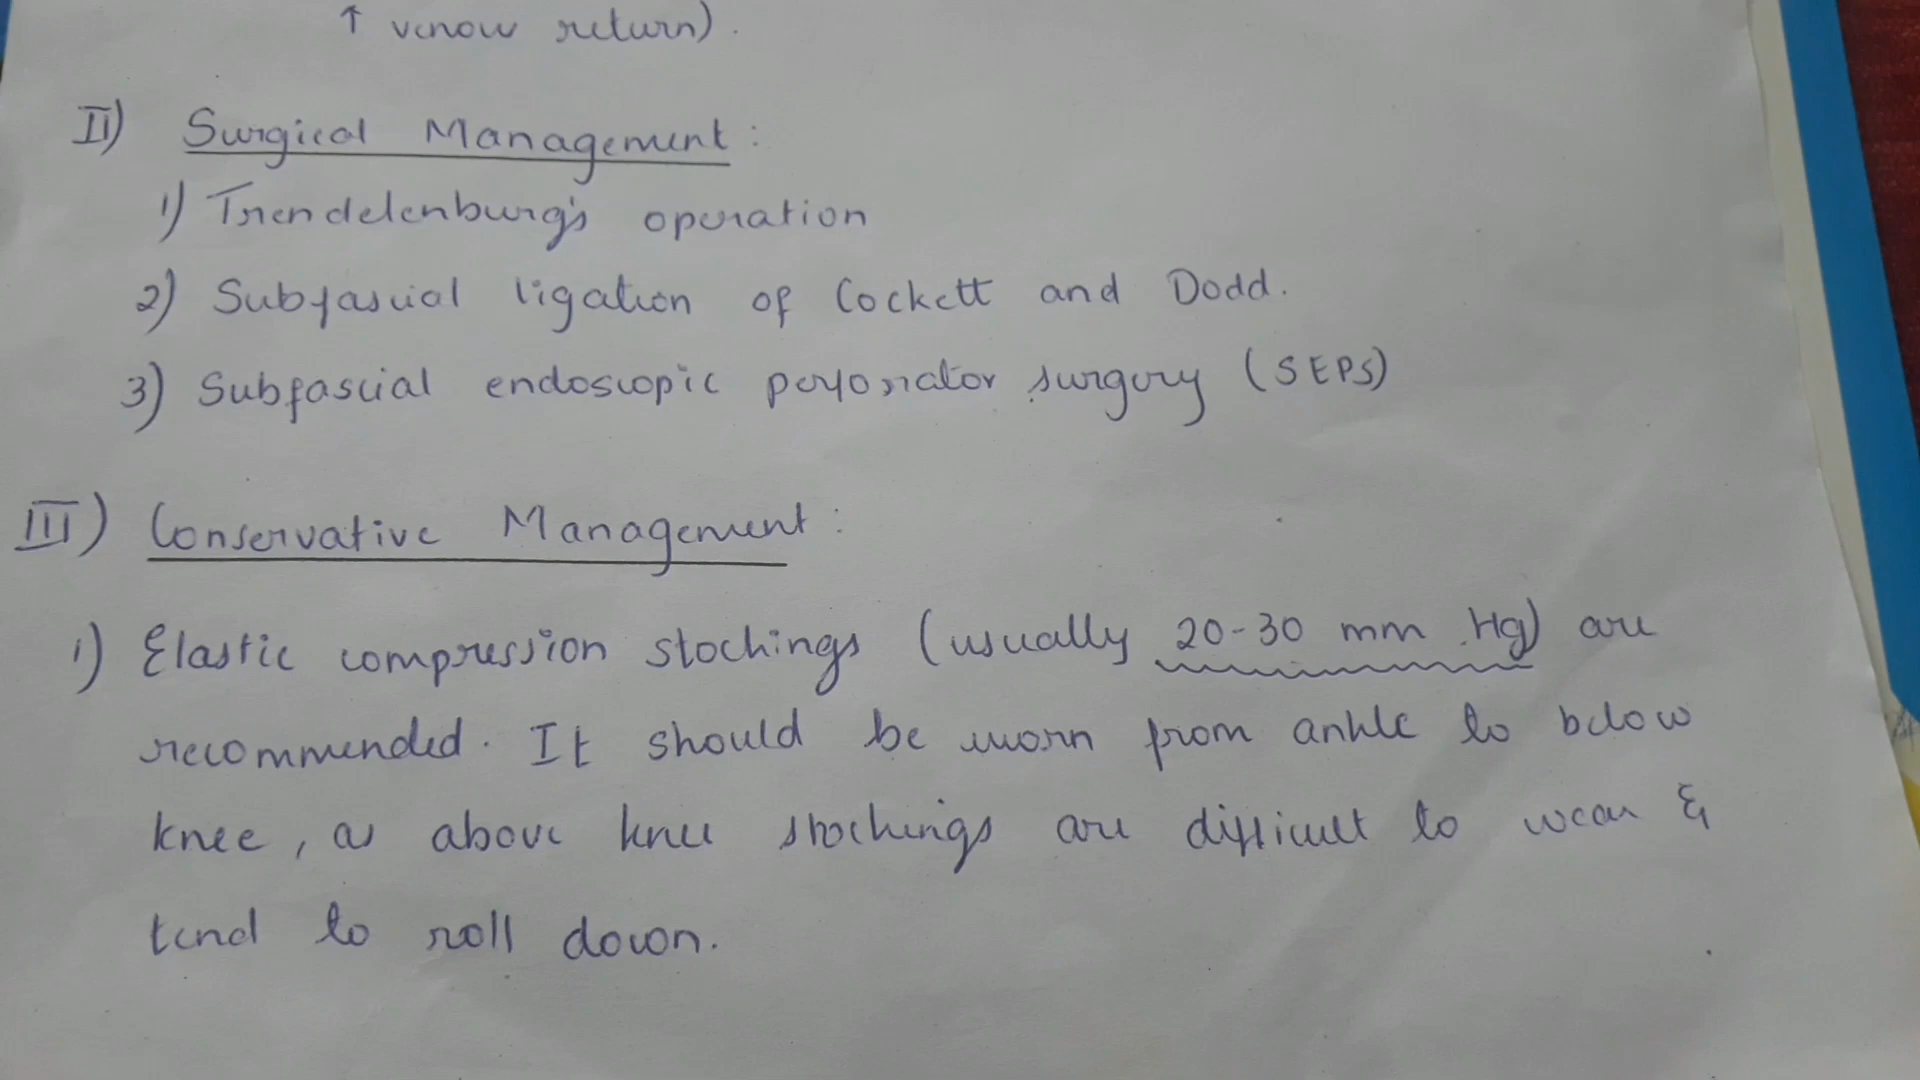 ↑ venous return).
II) Surgical Management:
1) Trendelenburg's operation
2) Subfascial ligation of Cockett and Dodd.
3) Subfascial endoscopic perforator surgery (SEPS)
III) Conservative Management:
1) Elastic compression stockings (usually 20-30 mm Hg) are
recommended. It should be worn from ankle to below
knee, as above knee stockings are difficult to wear &
tend to roll down.